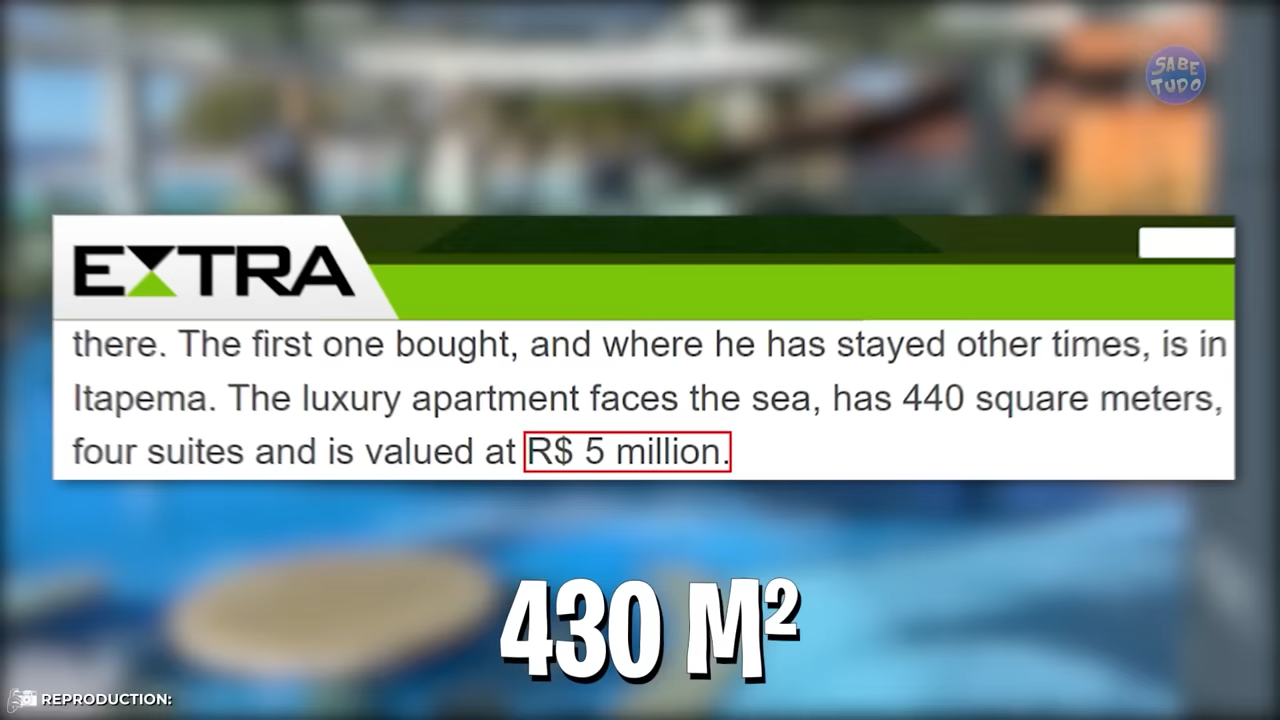 SABE
TUDO
EXTRA
there. The first one bought, and where he has stayed other times, is in
Itapema. The luxury apartment faces the sea, has 440 square meters,
four suites and is valued at R$ 5 million.
430 M²
REPRODUCTION: